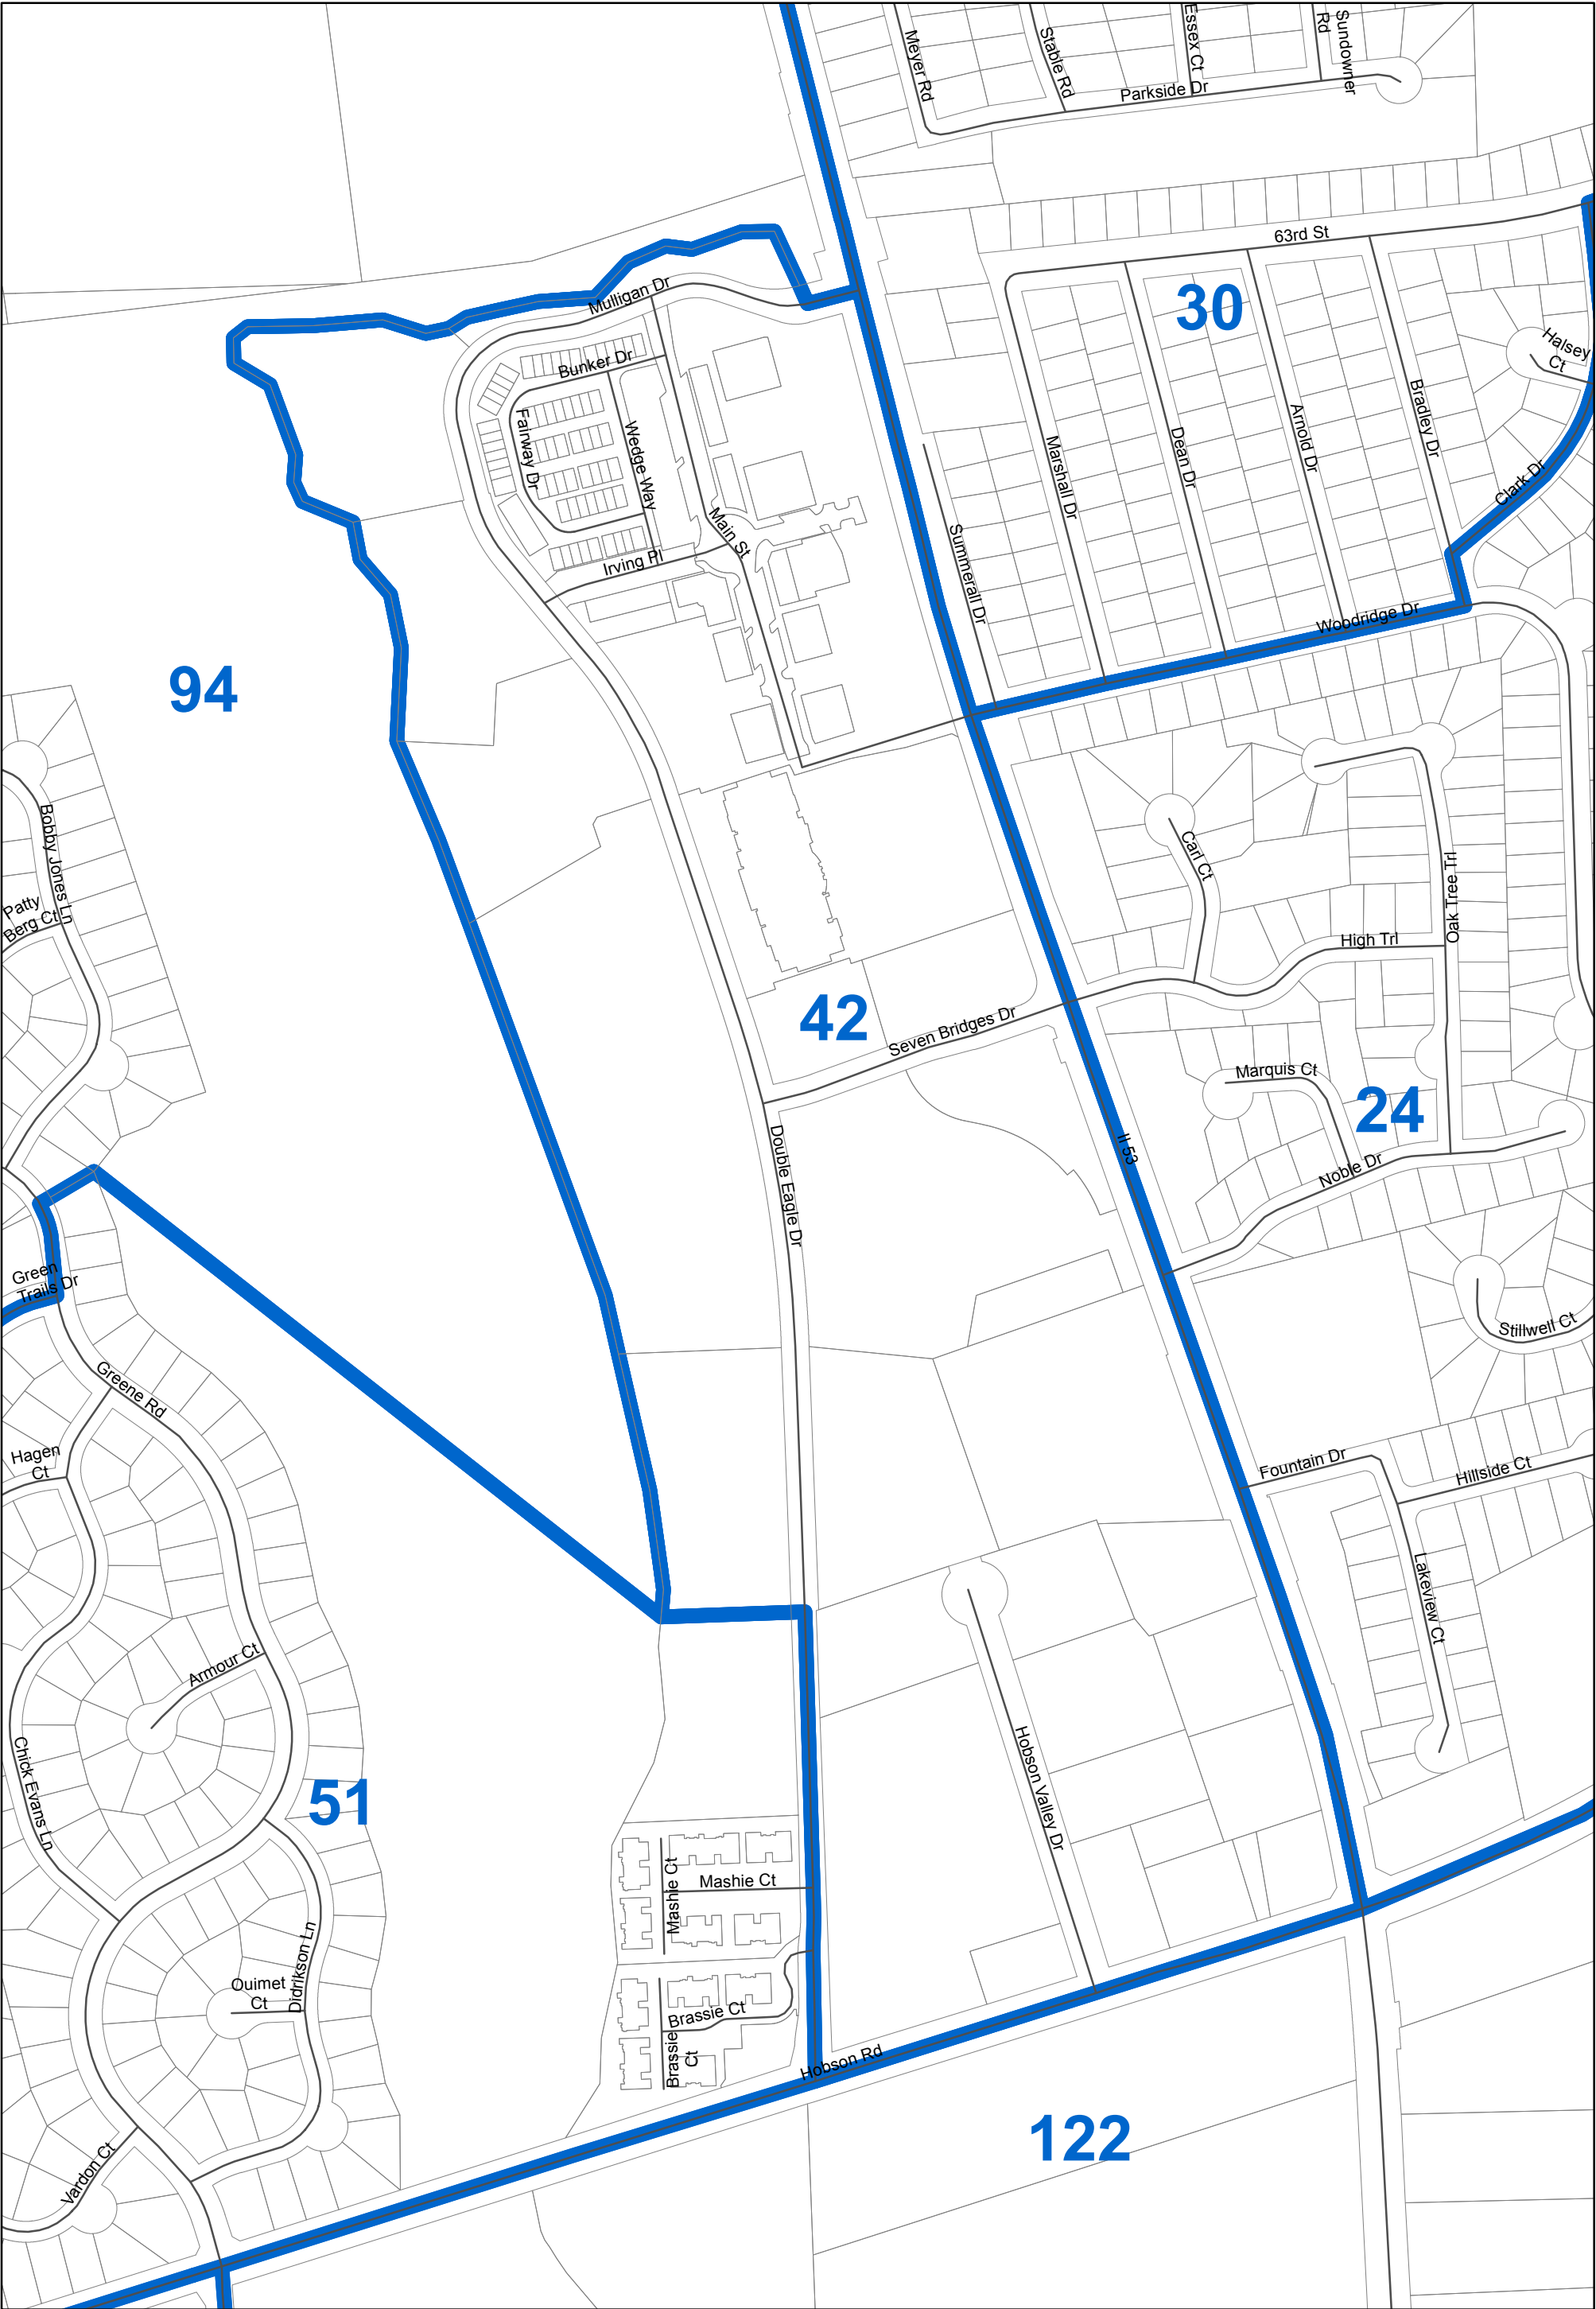 Meyer Rd
Stable Rd
Essex Ct
Sundowner
Rd
Parkside Dr
63rd St
30
Mulligan Dr
Bunker Dr
Fairway Dr
Wedge Way
Main St
Irving Pl
Summerall Dr
Marshall Dr
Dean Dr
Arnold Dr
Bradley Dr
Halsey
Ct
Clark Dr
Woodridge Dr
94
Bobby Jones Ln
Patty
Berg Ct
Carl Ct
Oak Tree Trl
High Trl
42
Seven Bridges Dr
Marquis Ct
24
Il 53
Noble Dr
Double Eagle Dr
Green
Trails Dr
Stillwell Ct
Greene Rd
Hagen
Ct
Fountain Dr
Hillside Ct
Lakeview Ct
Armour Ct
Chick Evans Ln
51
Hobson Valley Dr
Mashie Ct
Mashie Ct
Didrikson Ln
Ouimet
Ct
Brassie Ct
Brassie
Ct
Hobson Rd
122
Vardon Ct